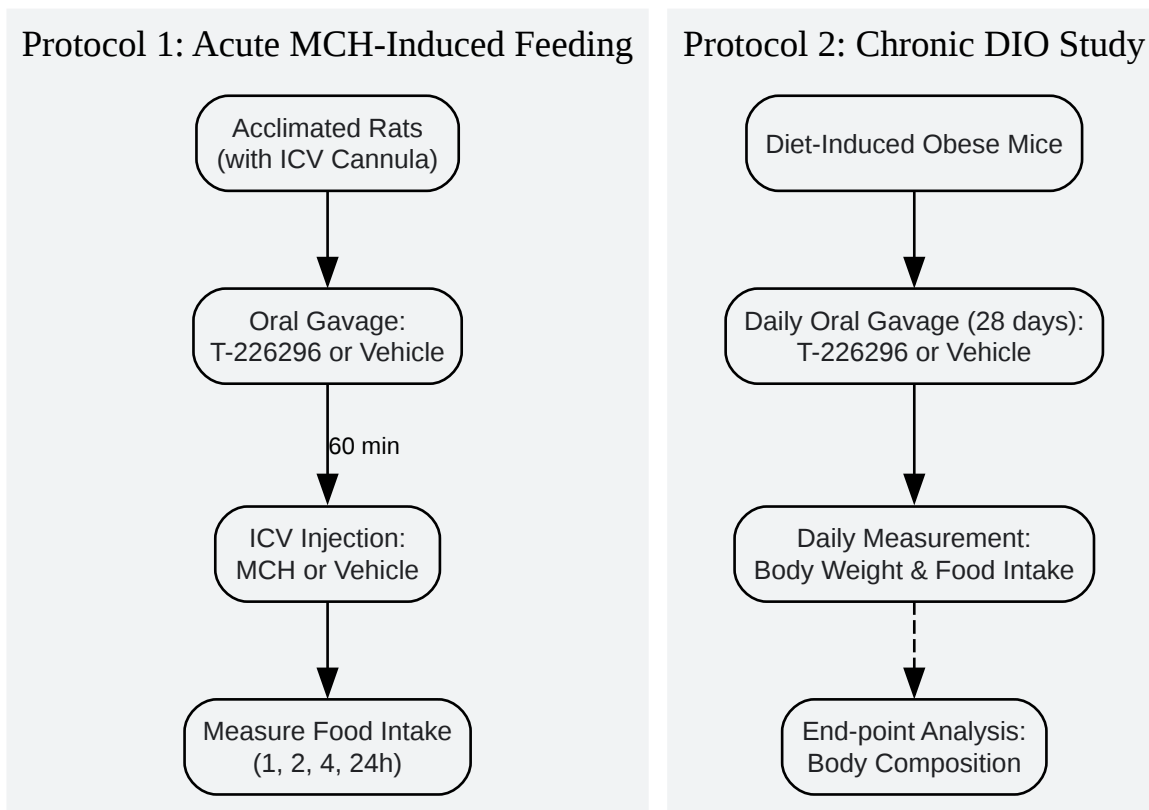 Protocol 1: Acute MCH-Induced Feeding
Acclimated Rats
(with ICV Cannula)
Oral Gavage:
T-226296 or Vehicle
60 min
ICV Injection:
MCH or Vehicle
Measure Food Intake
(1, 2, 4, 24h)
Protocol 2: Chronic DIO Study
Diet-Induced Obese Mice
Daily Oral Gavage (28 days):
T-226296 or Vehicle
Daily Measurement:
Body Weight & Food Intake
End-point Analysis:
Body Composition